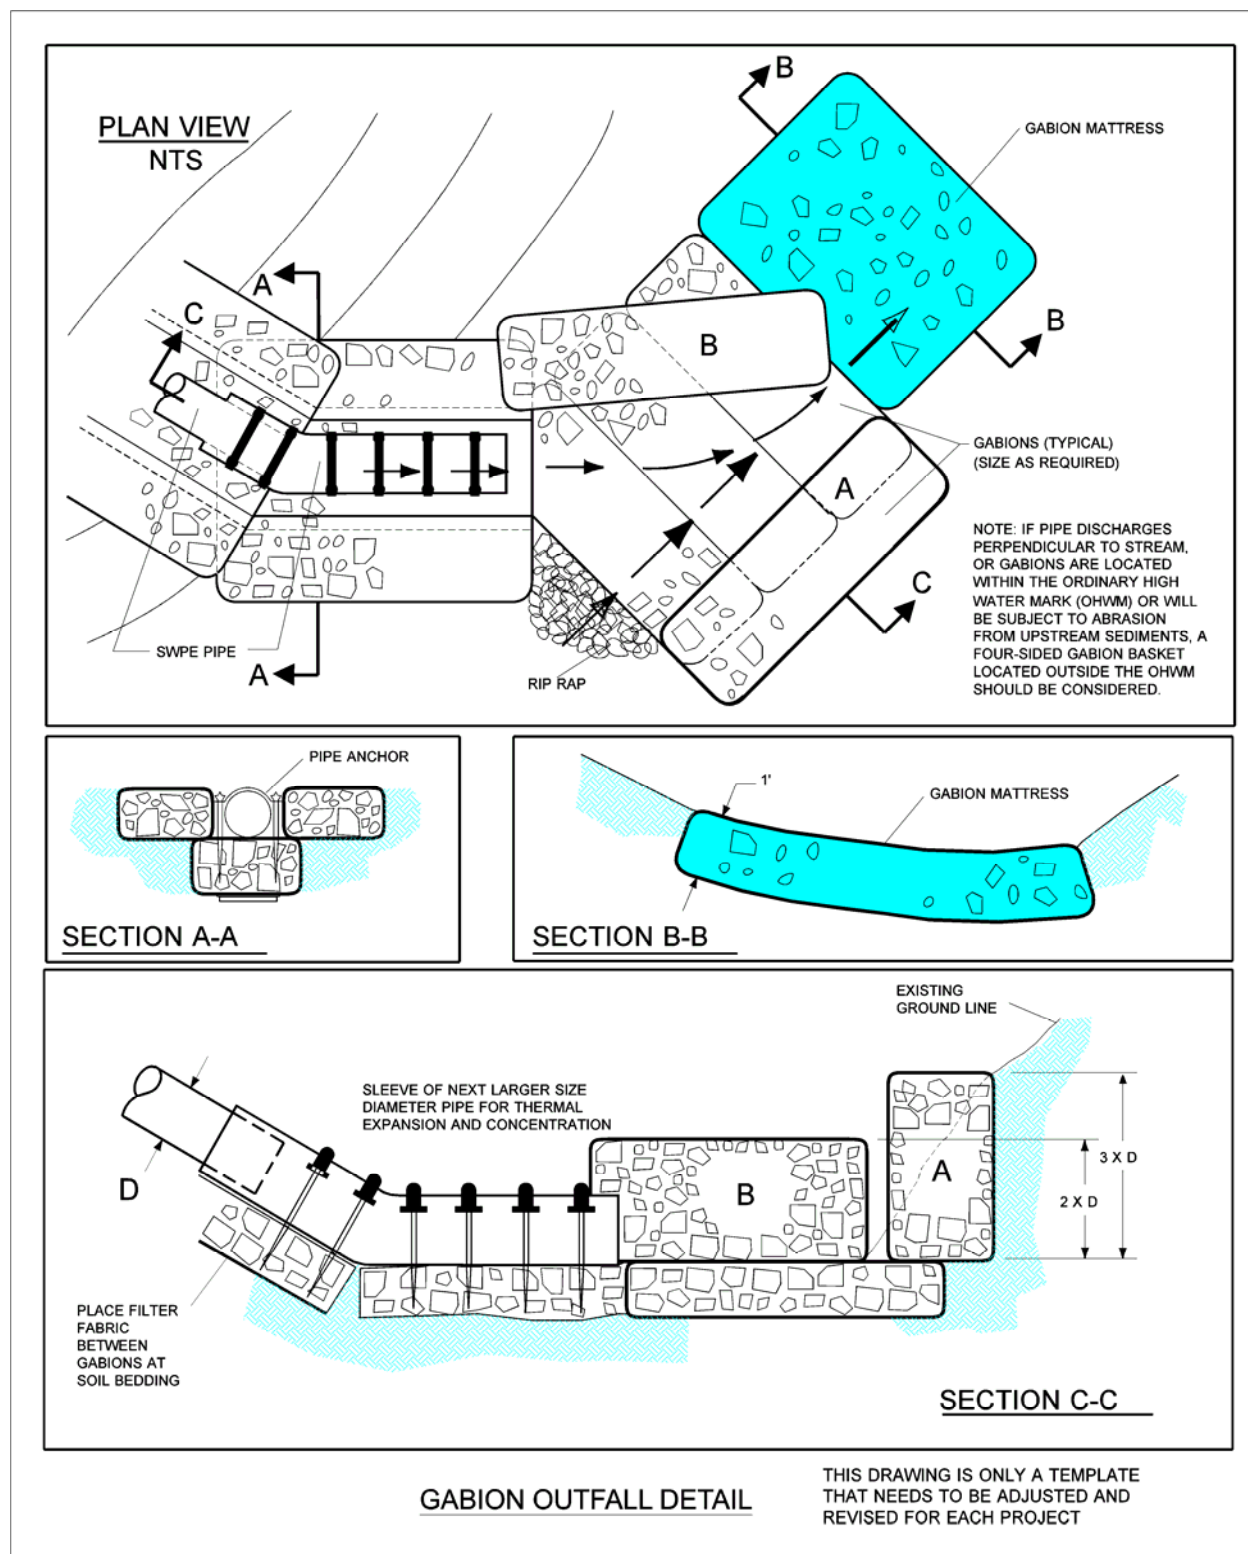 PLAN VIEW
NTS
B
GABION MATTRESS
A
C
B
B
GABIONS (TYPICAL)
(SIZE AS REQUIRED)
A
NOTE: IF PIPE DISCHARGES
PERPENDICULAR TO STREAM,
OR GABIONS ARE LOCATED
WITHIN THE ORDINARY HIGH
WATER MARK (OHWM) OR WILL
BE SUBJECT TO ABRASION
FROM UPSTREAM SEDIMENTS, A
FOUR-SIDED GABION BASKET
LOCATED OUTSIDE THE OHWM
SHOULD BE CONSIDERED.
C
SWPE PIPE
A
RIP RAP
PIPE ANCHOR
SECTION A-A
1'
GABION MATTRESS
SECTION B-B
EXISTING
GROUND LINE
SLEEVE OF NEXT LARGER SIZE
DIAMETER PIPE FOR THERMAL
EXPANSION AND CONCENTRATION
D
B
A
3 X D
2 X D
PLACE FILTER
FABRIC
BETWEEN
GABIONS AT
SOIL BEDDING
SECTION C-C
GABION OUTFALL DETAIL
THIS DRAWING IS ONLY A TEMPLATE
THAT NEEDS TO BE ADJUSTED AND
REVISED FOR EACH PROJECT